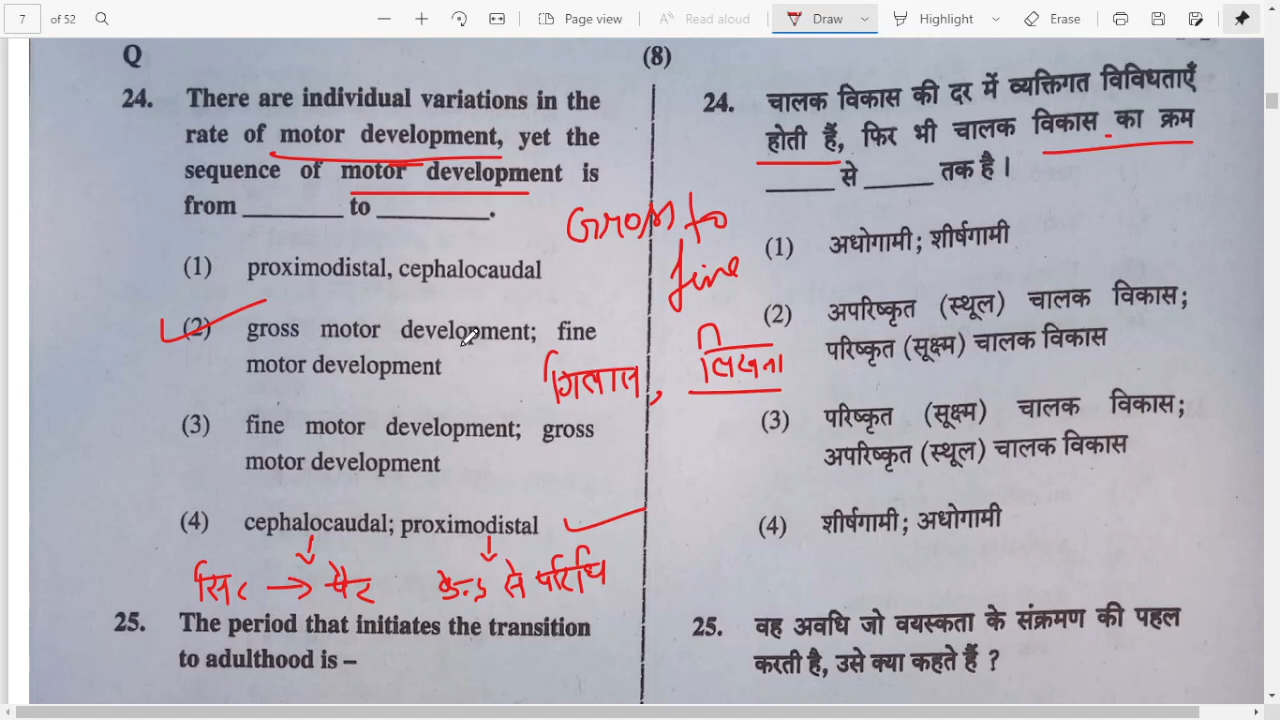 7 of 52 Page view Read aloud Draw Highlight Erase
Q (8)
24. There are individual variations in the
rate of motor development, yet the
sequence of motor development is
from ________ to ________.
(1) proximodistal, cephalocaudal
(2) gross motor development; fine
motor development
(3) fine motor development; gross
motor development
(4) cephalocaudal; proximodistal
सिर → पैर
केन्द्र से परिधि
25. The period that initiates the transition
to adulthood is –
Gross to
fine
लिखना
24. चालक विकास की दर में व्यक्तिगत विविधताएँ
होती हैं, फिर भी चालक विकास का क्रम
______ से ______ तक है ।
(1) अधोगामी ; शीर्षगामी
(2) अपरिष्कृत (स्थूल) चालक विकास;
परिष्कृत (सूक्ष्म) चालक विकास
(3) परिष्कृत (सूक्ष्म) चालक विकास;
अपरिष्कृत (स्थूल) चालक विकास
(4) शीर्षगामी ; अधोगामी
25. वह अवधि जो वयस्कता के संक्रमण की पहल
करती है, उसे क्या कहते हैं ?